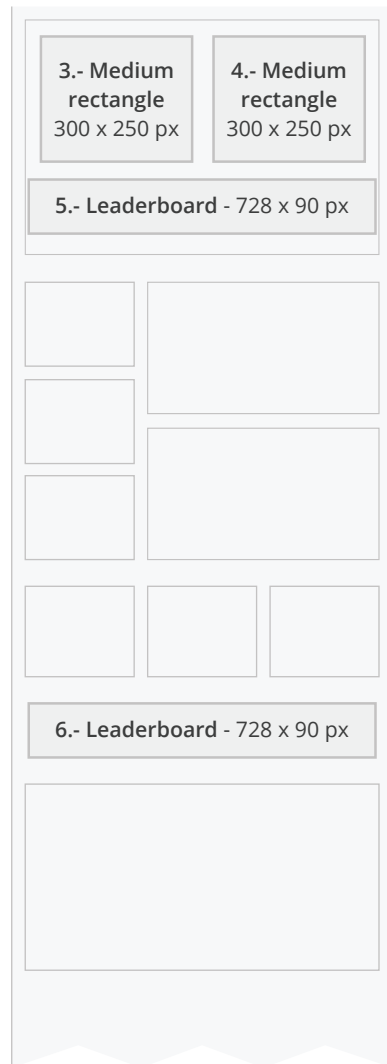 3.- Medium
rectangle
300 x 250 px
4.- Medium
rectangle
300 x 250 px
5.- Leaderboard - 728 x 90 px
6.- Leaderboard - 728 x 90 px